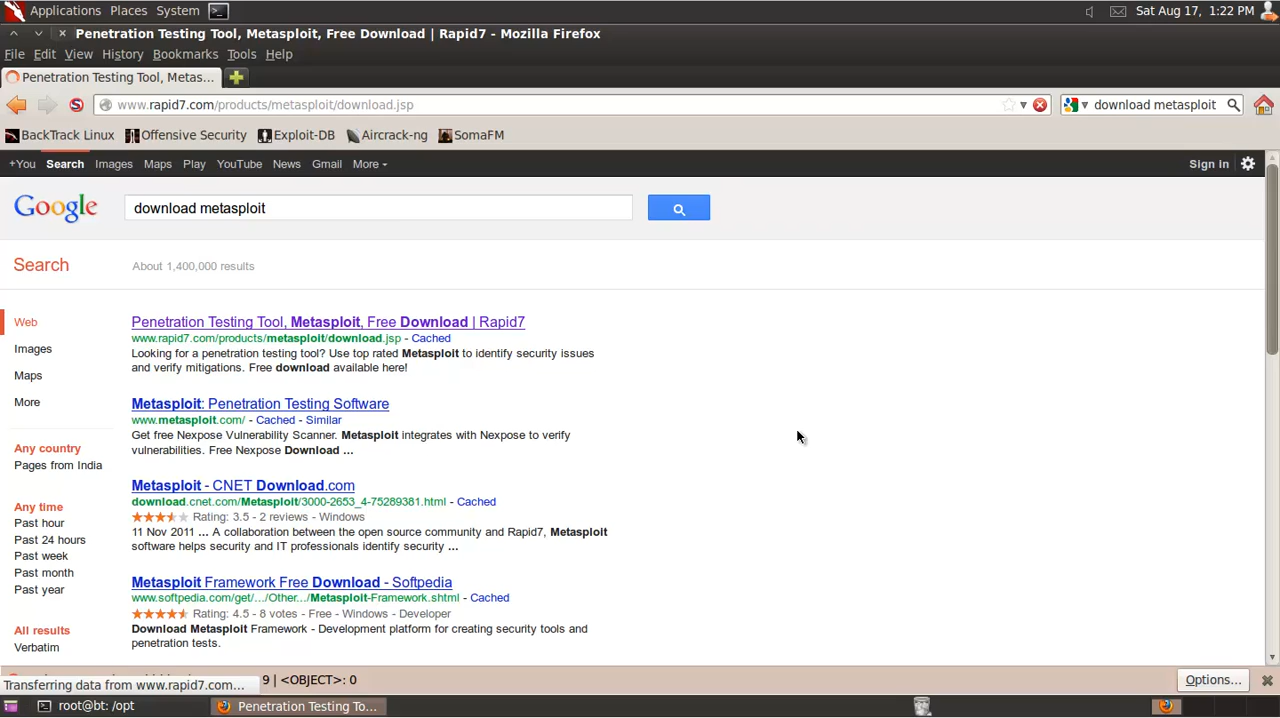 Applications Places System Sat Aug 17, 1:22 PM
Penetration Testing Tool, Metasploit, Free Download | Rapid7 - Mozilla Firefox
File Edit View History Bookmarks Tools Help
Penetration Testing Tool, Metas...
www.rapid7.com/products/metasploit/download.jsp download metasploit
BackTrack Linux Offensive Security Exploit-DB Aircrack-ng SomaFM
+You Search Images Maps Play YouTube News Gmail More Sign in
Google download metasploit
Search About 1,400,000 results
Web
Images
Maps
More
Any country
Pages from India
Any time
Past hour
Past 24 hours
Past week
Past month
Past year
All results
Verbatim
Penetration Testing Tool, Metasploit, Free Download | Rapid7
www.rapid7.com/products/metasploit/download.jsp - Cached
Looking for a penetration testing tool? Use top rated Metasploit to identify security issues
and verify mitigations. Free download available here!
Metasploit: Penetration Testing Software
www.metasploit.com/ - Cached - Similar
Get free Nexpose Vulnerability Scanner. Metasploit integrates with Nexpose to verify
vulnerabilities. Free Nexpose Download ...
Metasploit - CNET Download.com
download.cnet.com/Metasploit/3000-2653_4-75289381.html - Cached
Rating: 3.5 - 2 reviews - Windows
11 Nov 2011 ... A collaboration between the open source community and Rapid7, Metasploit
software helps security and IT professionals identify security ...
Metasploit Framework Free Download - Softpedia
www.softpedia.com/get/.../Other.../Metasploit-Framework.shtml - Cached
Rating: 4.5 - 8 votes - Free - Windows - Developer
Download Metasploit Framework - Development platform for creating security tools and
penetration tests.
9 | <OBJECT>: 0 Options...
Transferring data from www.rapid7.com...
root@bt: /opt Penetration Testing To...